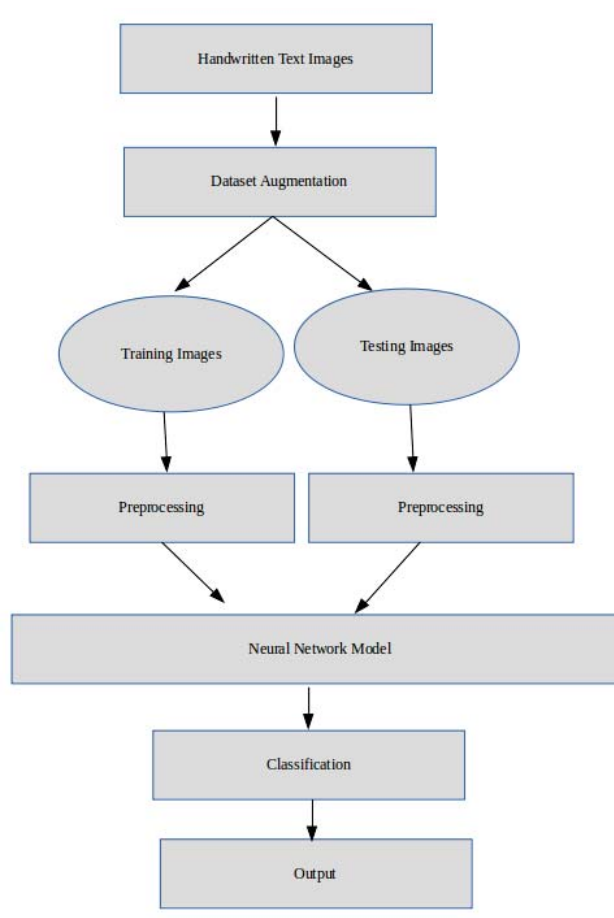 Handwritten Text Images
Dataset Augmentation
Training Images
Testing Images
Preprocessing
Preprocessing
Neural Network Model
Classification
Output